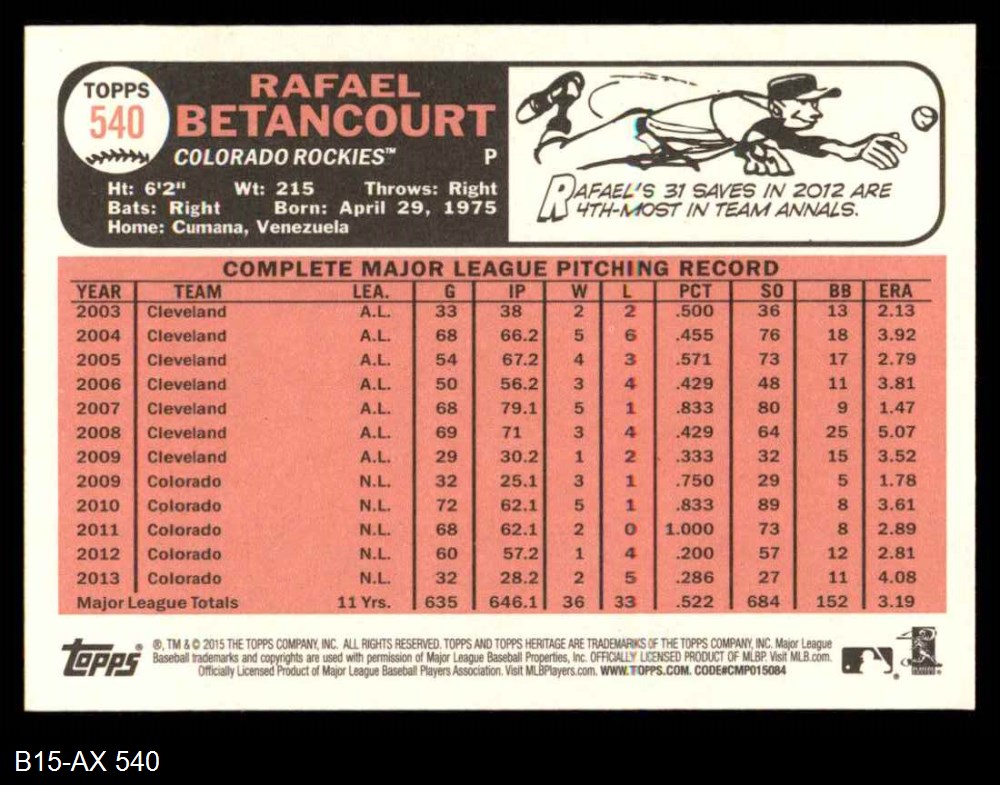 TOPPS
540
RAFAEL
BETANCOURT
COLORADO ROCKIES™ P
Ht: 6'2" Wt: 215 Throws: Right
Bats: Right Born: April 29, 1975
Home: Cumana, Venezuela
RAFAEL'S 31 SAVES IN 2012 ARE
4TH-MOST IN TEAM ANNALS.
COMPLETE MAJOR LEAGUE PITCHING RECORD
YEAR TEAM LEA. G IP W L PCT SO BB ERA
2003 Cleveland A.L. 33 38 2 2 .500 36 13 2.13
2004 Cleveland A.L. 68 66.2 5 6 .455 76 18 3.92
2005 Cleveland A.L. 54 67.2 4 3 .571 73 17 2.79
2006 Cleveland A.L. 50 56.2 3 4 .429 48 11 3.81
2007 Cleveland A.L. 68 79.1 5 1 .833 80 9 1.47
2008 Cleveland A.L. 69 71 3 4 .429 64 25 5.07
2009 Cleveland A.L. 29 30.2 1 2 .333 32 15 3.52
2009 Colorado N.L. 32 25.1 3 1 .750 29 5 1.78
2010 Colorado N.L. 72 62.1 5 1 .833 89 8 3.61
2011 Colorado N.L. 68 62.1 2 0 1.000 73 8 2.89
2012 Colorado N.L. 60 57.2 1 4 .200 57 12 2.81
2013 Colorado N.L. 32 28.2 2 5 .286 27 11 4.08
Major League Totals 11 Yrs. 635 646.1 36 33 .522 684 152 3.19
Topps
®, TM & © 2015 THE TOPPS COMPANY, INC. ALL RIGHTS RESERVED. TOPPS AND TOPPS HERITAGE ARE TRADEMARKS OF THE TOPPS COMPANY, INC. Major League
Baseball trademarks and copyrights are used with permission of Major League Baseball Properties, Inc. OFFICIALLY LICENSED PRODUCT OF MLBP. Visit MLB.com.
Officially Licensed Product of Major League Baseball Players Association. Visit MLBPlayers.com. WWW.TOPPS.COM. CODE#CMP015084
B15-AX 540